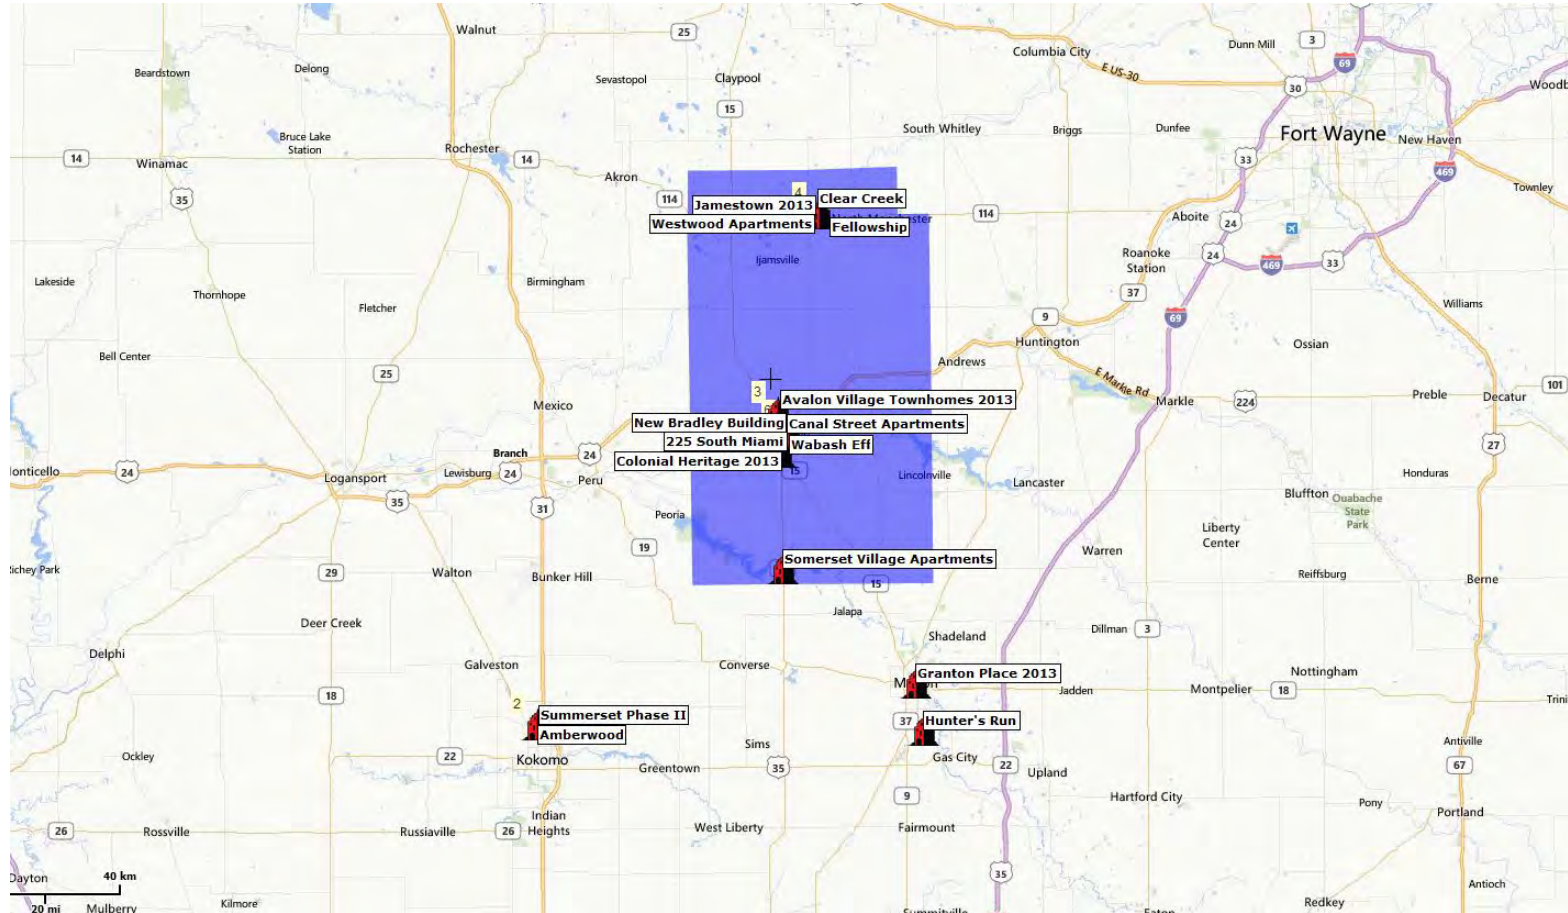 Walnut
25
Columbia City
Dunn Mill
3
69
E US-30
30
Woodb
Beardstown
Delong
Sevastopol
Claypool
15
Bruce Lake
Station
South Whitley
Briggs
Dunfee
Fort Wayne
New Haven
14
Winamac
Rochester
14
33
469
Akron
Townley
35
114
4
Jamestown 2013
Clear Creek
Westwood Apartments
Fellowship
114
Aboite
24
Ijamsville
Roanoke
Station
24
469
33
Lakeside
Thornhope
Birmingham
37
Fletcher
9
69
Williams
Huntington
Ossian
Bell Center
Andrews
25
E Markle Rd
3
Mexico
Avalon Village Townhomes 2013
Markle
224
Preble
Decatur
101
New Bradley Building
Canal Street Apartments
225 South Miami
Wabash Eff
27
Branch
24
Colonial Heritage 2013
15
onticello
24
Logansport
Lewisburg
24
Peru
Lincolnville
Lancaster
Honduras
35
31
Bluffton
Ouabache
State
Park
Peoria
Liberty
Center
19
Warren
Somerset Village Apartments
Richey Park
29
Walton
Bunker Hill
15
Reiffsburg
Berne
Jalapa
Deer Creek
Dillman
3
Shadeland
Delphi
Galveston
Converse
Granton Place 2013
Nottingham
18
Jadden
Montpelier
18
Trini
2
Summerset Phase II
Amberwood
37
Hunter's Run
Sims
Antiville
Ockley
22
Kokomo
Greentown
35
Gas City
22
Upland
67
9
Hartford City
Pony
Portland
26
Rossville
Russiaville
26
Indian
Heights
West Liberty
Fairmount
35
Dayton
40 km
20 mi
Mulberry
Kilmore
Antioch
Redkey
Summitville
Eaton